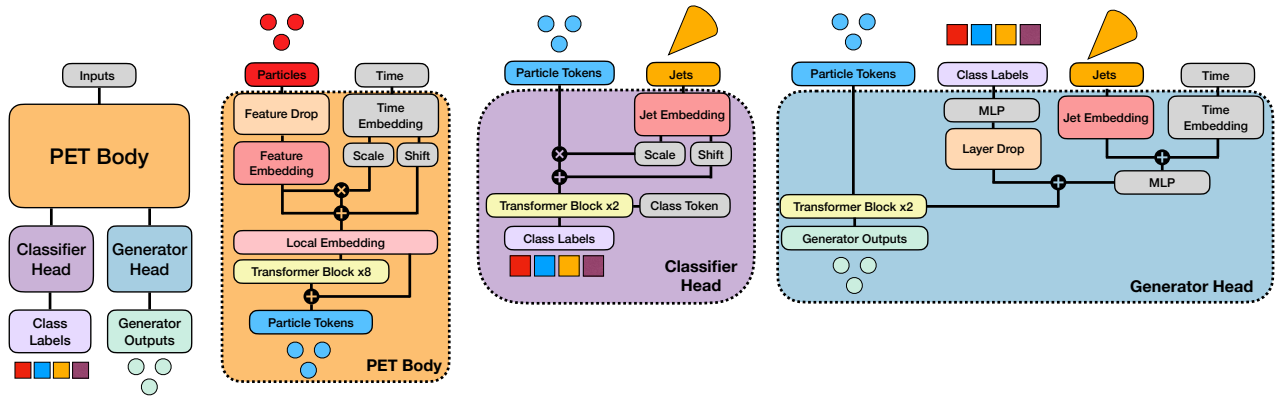 Inputs
PET Body
Classifier
Head
Generator
Head
Class
Labels
Generator
Outputs
Particles
Time
Feature Drop
Time
Embedding
Feature
Embedding
Scale
Shift
Local Embedding
Transformer Block x8
Particle Tokens
PET Body
Particle Tokens
Jets
Jet Embedding
Scale
Shift
Transformer Block x2
Class Token
Class Labels
Classifier
Head
Particle Tokens
Class Labels
Jets
Time
MLP
Jet Embedding
Time
Embedding
Layer Drop
MLP
Transformer Block x2
Generator Outputs
Generator Head